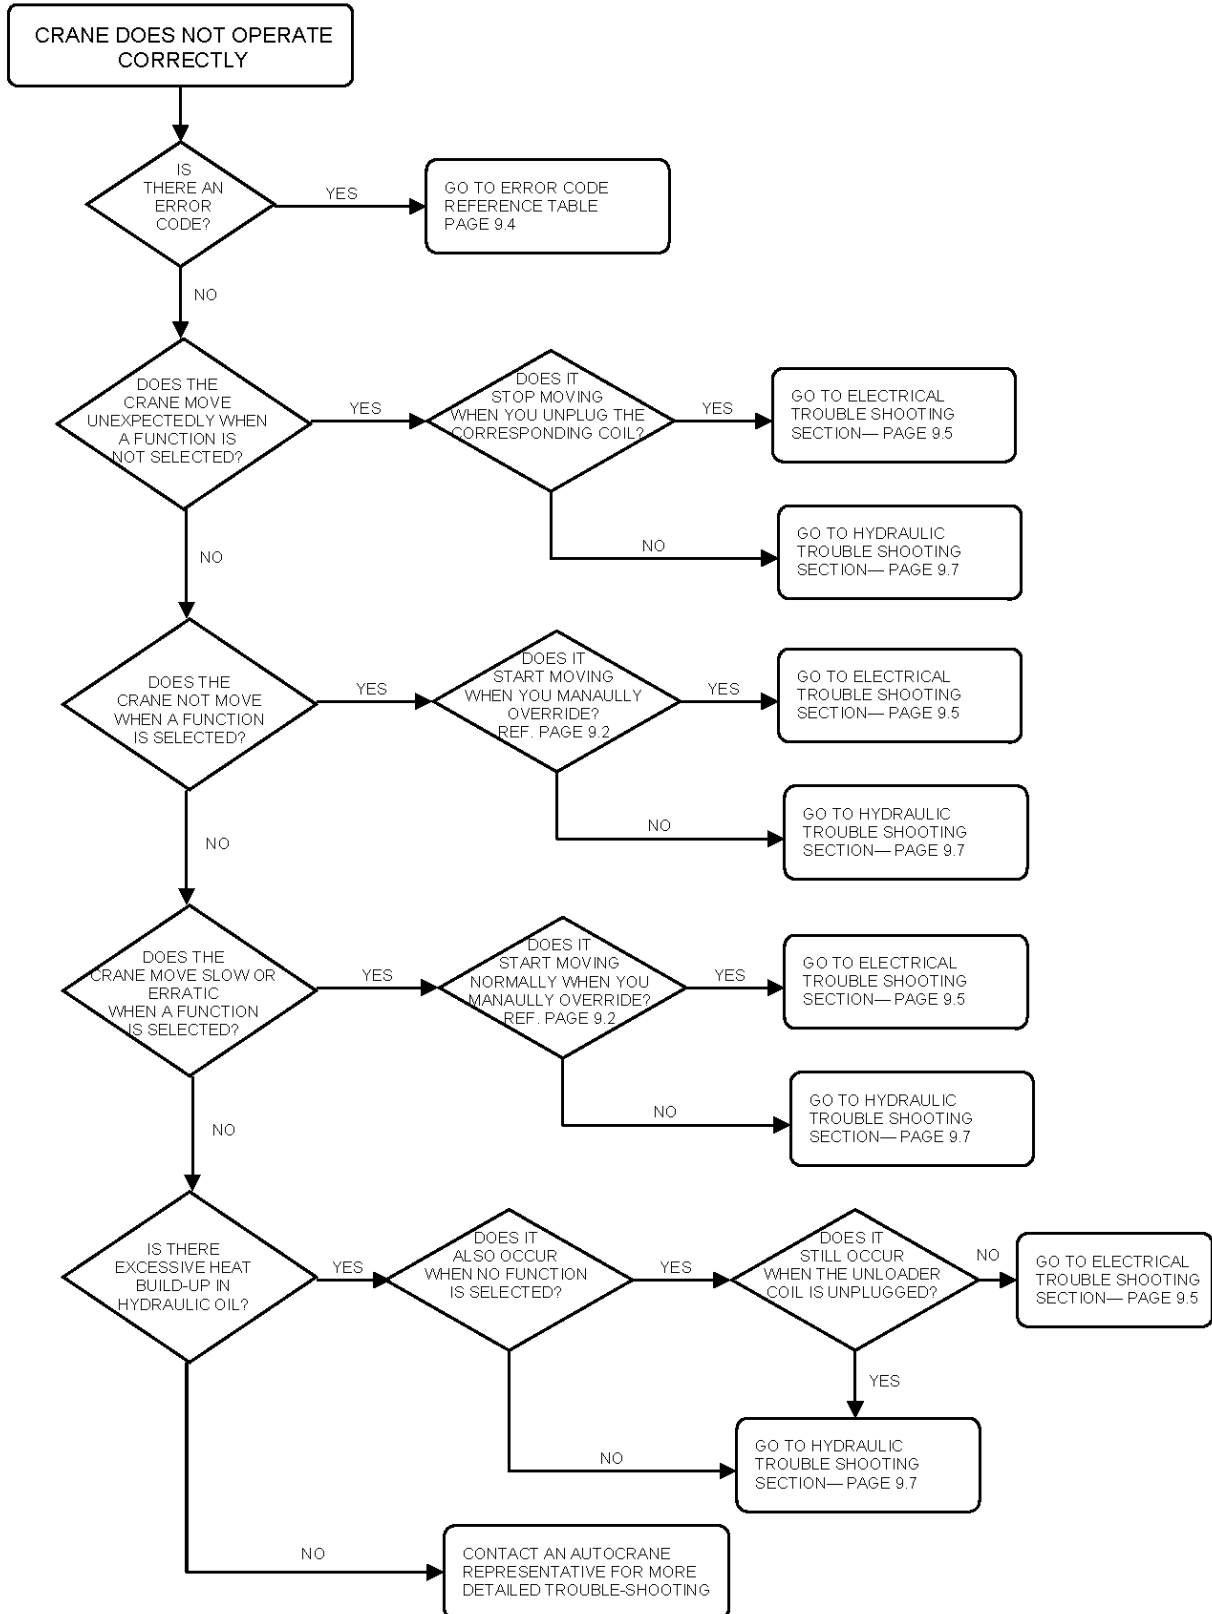 CRANE DOES NOT OPERATE
CORRECTLY
IS
THERE AN
ERROR
CODE?
YES
GO TO ERROR CODE
REFERENCE TABLE
PAGE 9.4
NO
DOES THE
CRANE MOVE
UNEXPECTEDLY WHEN
A FUNCTION IS
NOT SELECTED?
YES
DOES IT
STOP MOVING
WHEN YOU UNPLUG THE
CORRESPONDING COIL?
YES
GO TO ELECTRICAL
TROUBLE SHOOTING
SECTION— PAGE 9.5
NO
GO TO HYDRAULIC
TROUBLE SHOOTING
SECTION— PAGE 9.7
NO
DOES THE
CRANE NOT MOVE
WHEN A FUNCTION
IS SELECTED?
YES
DOES IT
START MOVING
WHEN YOU MANAULLY
OVERRIDE?
REF. PAGE 9.2
YES
GO TO ELECTRICAL
TROUBLE SHOOTING
SECTION— PAGE 9.5
NO
GO TO HYDRAULIC
TROUBLE SHOOTING
SECTION— PAGE 9.7
NO
DOES THE
CRANE MOVE SLOW OR
ERRATIC
WHEN A FUNCTION
IS SELECTED?
YES
DOES IT
START MOVING
NORMALLY WHEN YOU
MANAULLY OVERRIDE?
REF. PAGE 9.2
YES
GO TO ELECTRICAL
TROUBLE SHOOTING
SECTION— PAGE 9.5
NO
GO TO HYDRAULIC
TROUBLE SHOOTING
SECTION— PAGE 9.7
NO
IS THERE
EXCESSIVE HEAT
BUILD-UP IN
HYDRAULIC OIL?
YES
DOES IT
ALSO OCCUR
WHEN NO FUNCTION
IS SELECTED?
YES
DOES IT
STILL OCCUR
WHEN THE UNLOADER
COIL IS UNPLUGGED?
NO
GO TO ELECTRICAL
TROUBLE SHOOTING
SECTION— PAGE 9.5
YES
NO
GO TO HYDRAULIC
TROUBLE SHOOTING
SECTION— PAGE 9.7
NO
CONTACT AN AUTOCRANE
REPRESENTATIVE FOR MORE
DETAILED TROUBLE-SHOOTING